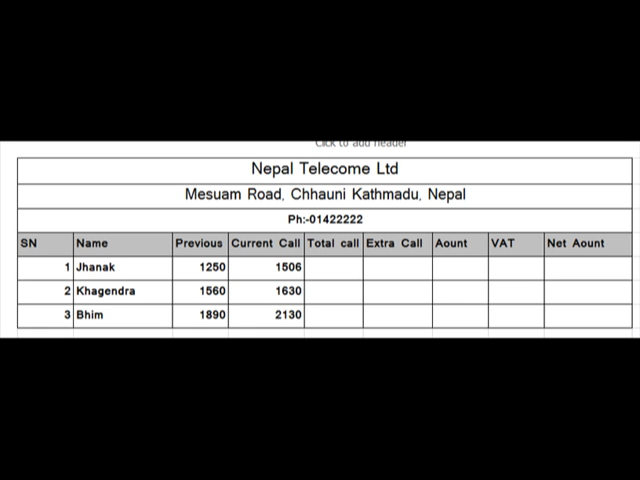 Click to add header
Nepal Telecome Ltd
Mesuam Road, Chhauni Kathmadu, Nepal
Ph:-01422222
SN Name Previous Current Call Total call Extra Call Aount VAT Net Aount
1 Jhanak 1250 1506
2 Khagendra 1560 1630
3 Bhim 1890 2130